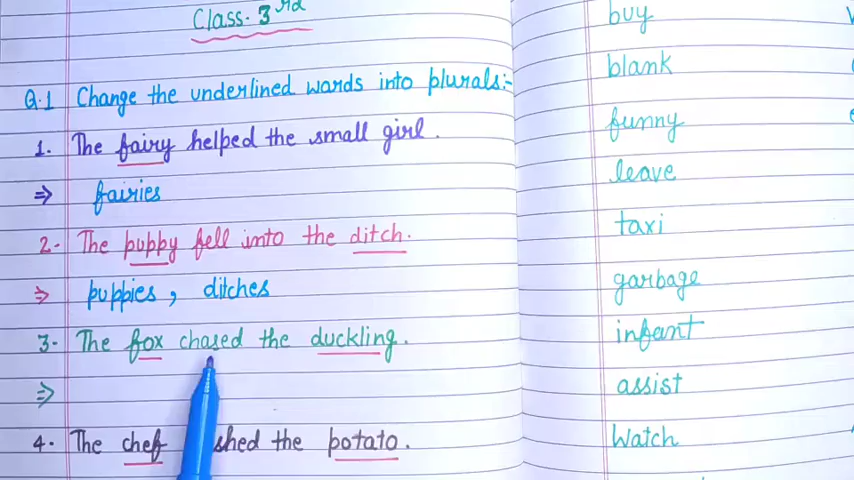 Class. 3rd
Q.1 Change the underlined words into plurals:-
1. The fairy helped the small girl.
⇒ fairies
2- The puppy fell into the ditch.
⇒ puppies, ditches
3- The fox chased the duckling.
⇒
4. The chef shed the potato.
buy
blank
funny
leave
taxi
garbage
infant
assist
Watch